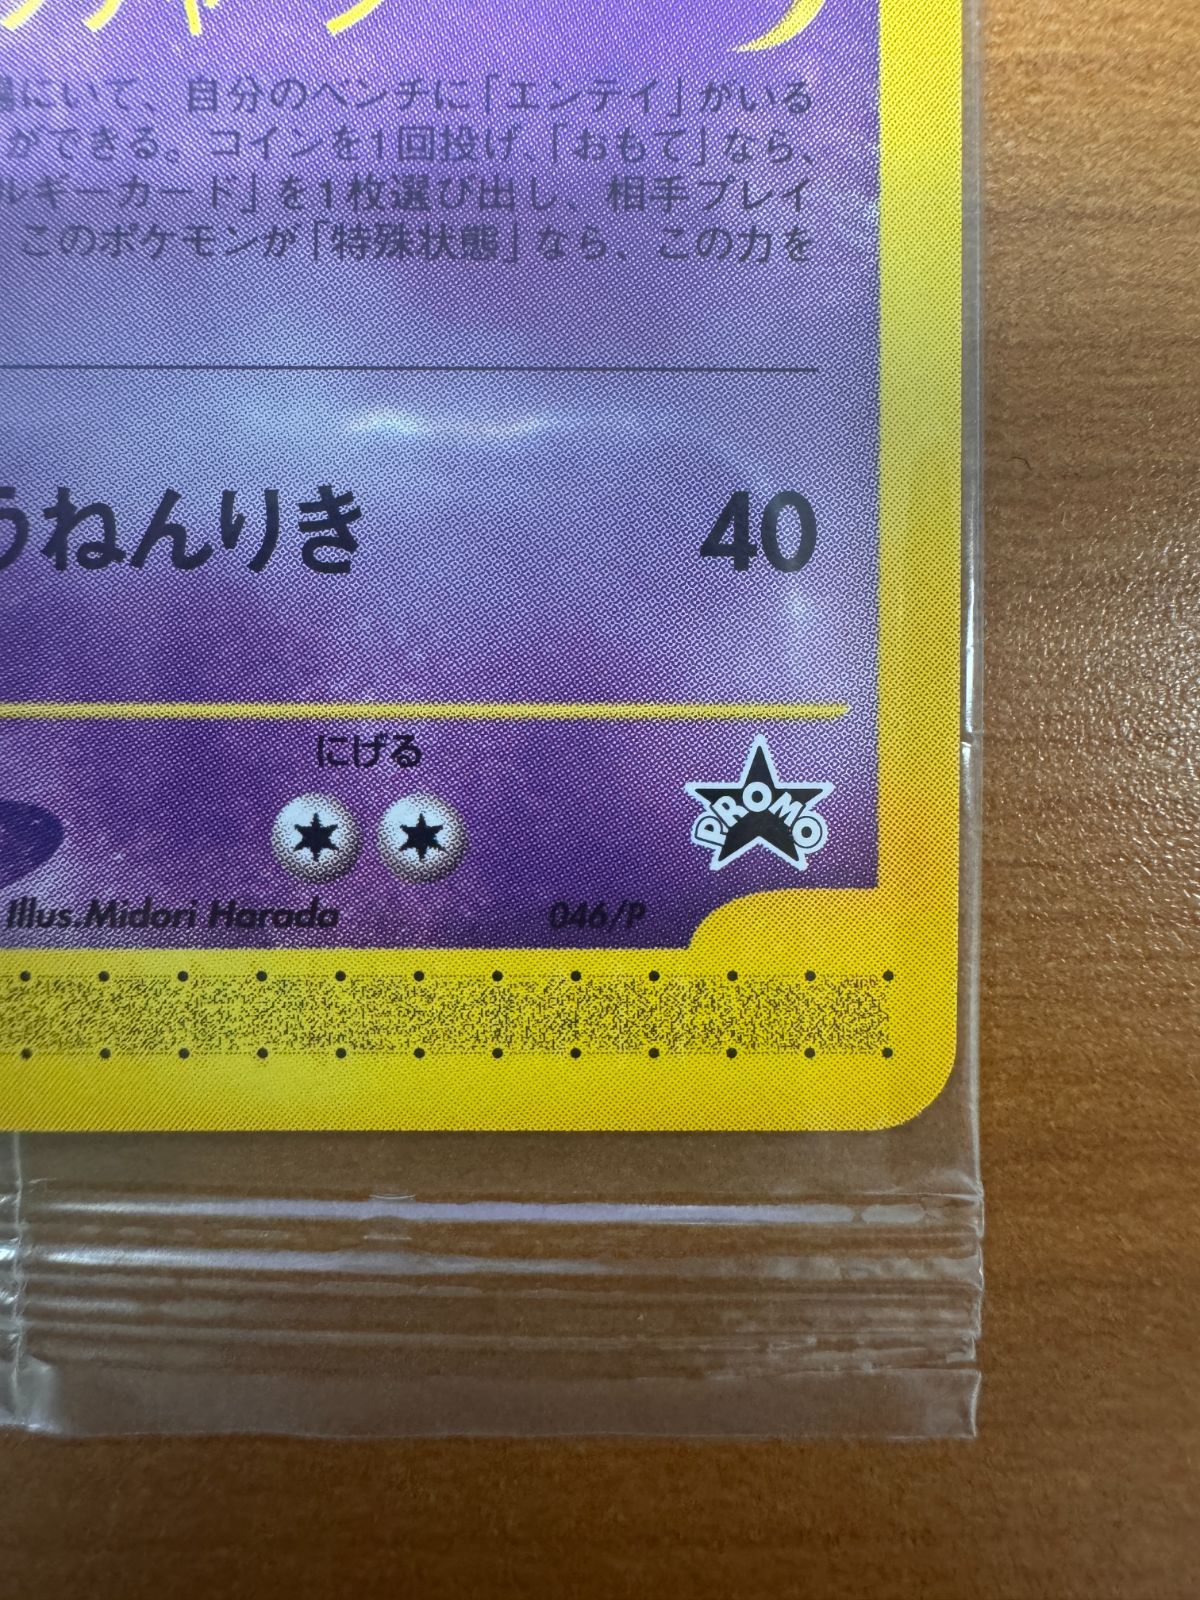 にいて、自分のベンチに「エンテイ」がいる
ができる。コインを1回投げ、「おもて」なら、
ルギーカード」を1枚選び出し、相手プレイ
このポケモンが「特殊状態」なら、この力を
うねんりき 40
にげる
PROMO
Illus.Midori Harada 046/P